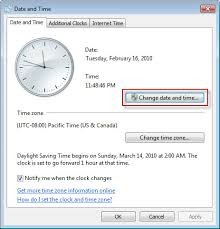 Date and Time
Date and Time
Additional Clocks
Internet Time
Date:
Tuesday, February 16, 2010
Time:
11:48:46 PM
Change date and time...
Time zone
(UTC-08:00) Pacific Time (US & Canada)
Change time zone...
Daylight Saving Time begins on Sunday, March 14, 2010 at 2:00 AM. The
clock is set to go forward 1 hour at that time.
Notify me when the clock changes
Get more time zone information online
How do I set the clock and time zone?
OK
Cancel
Apply